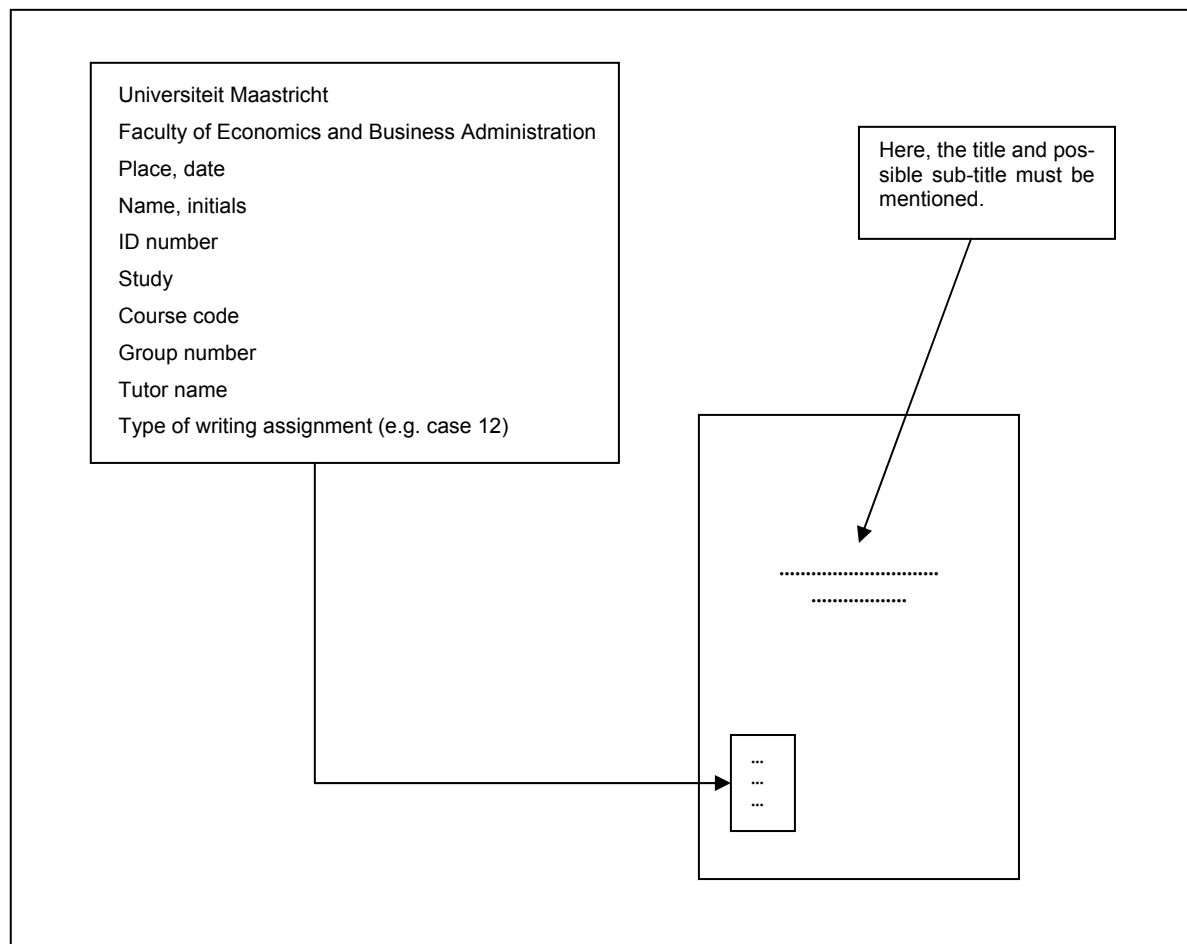 Universiteit Maastricht
Faculty of Economics and Business Administration
Place, date
Name, initials
ID number
Study
Course code
Group number
Tutor name
Type of writing assignment (e.g. case 12)
Here, the title and pos-
sible sub-title must be
mentioned.
..............................
..................
...
...
...